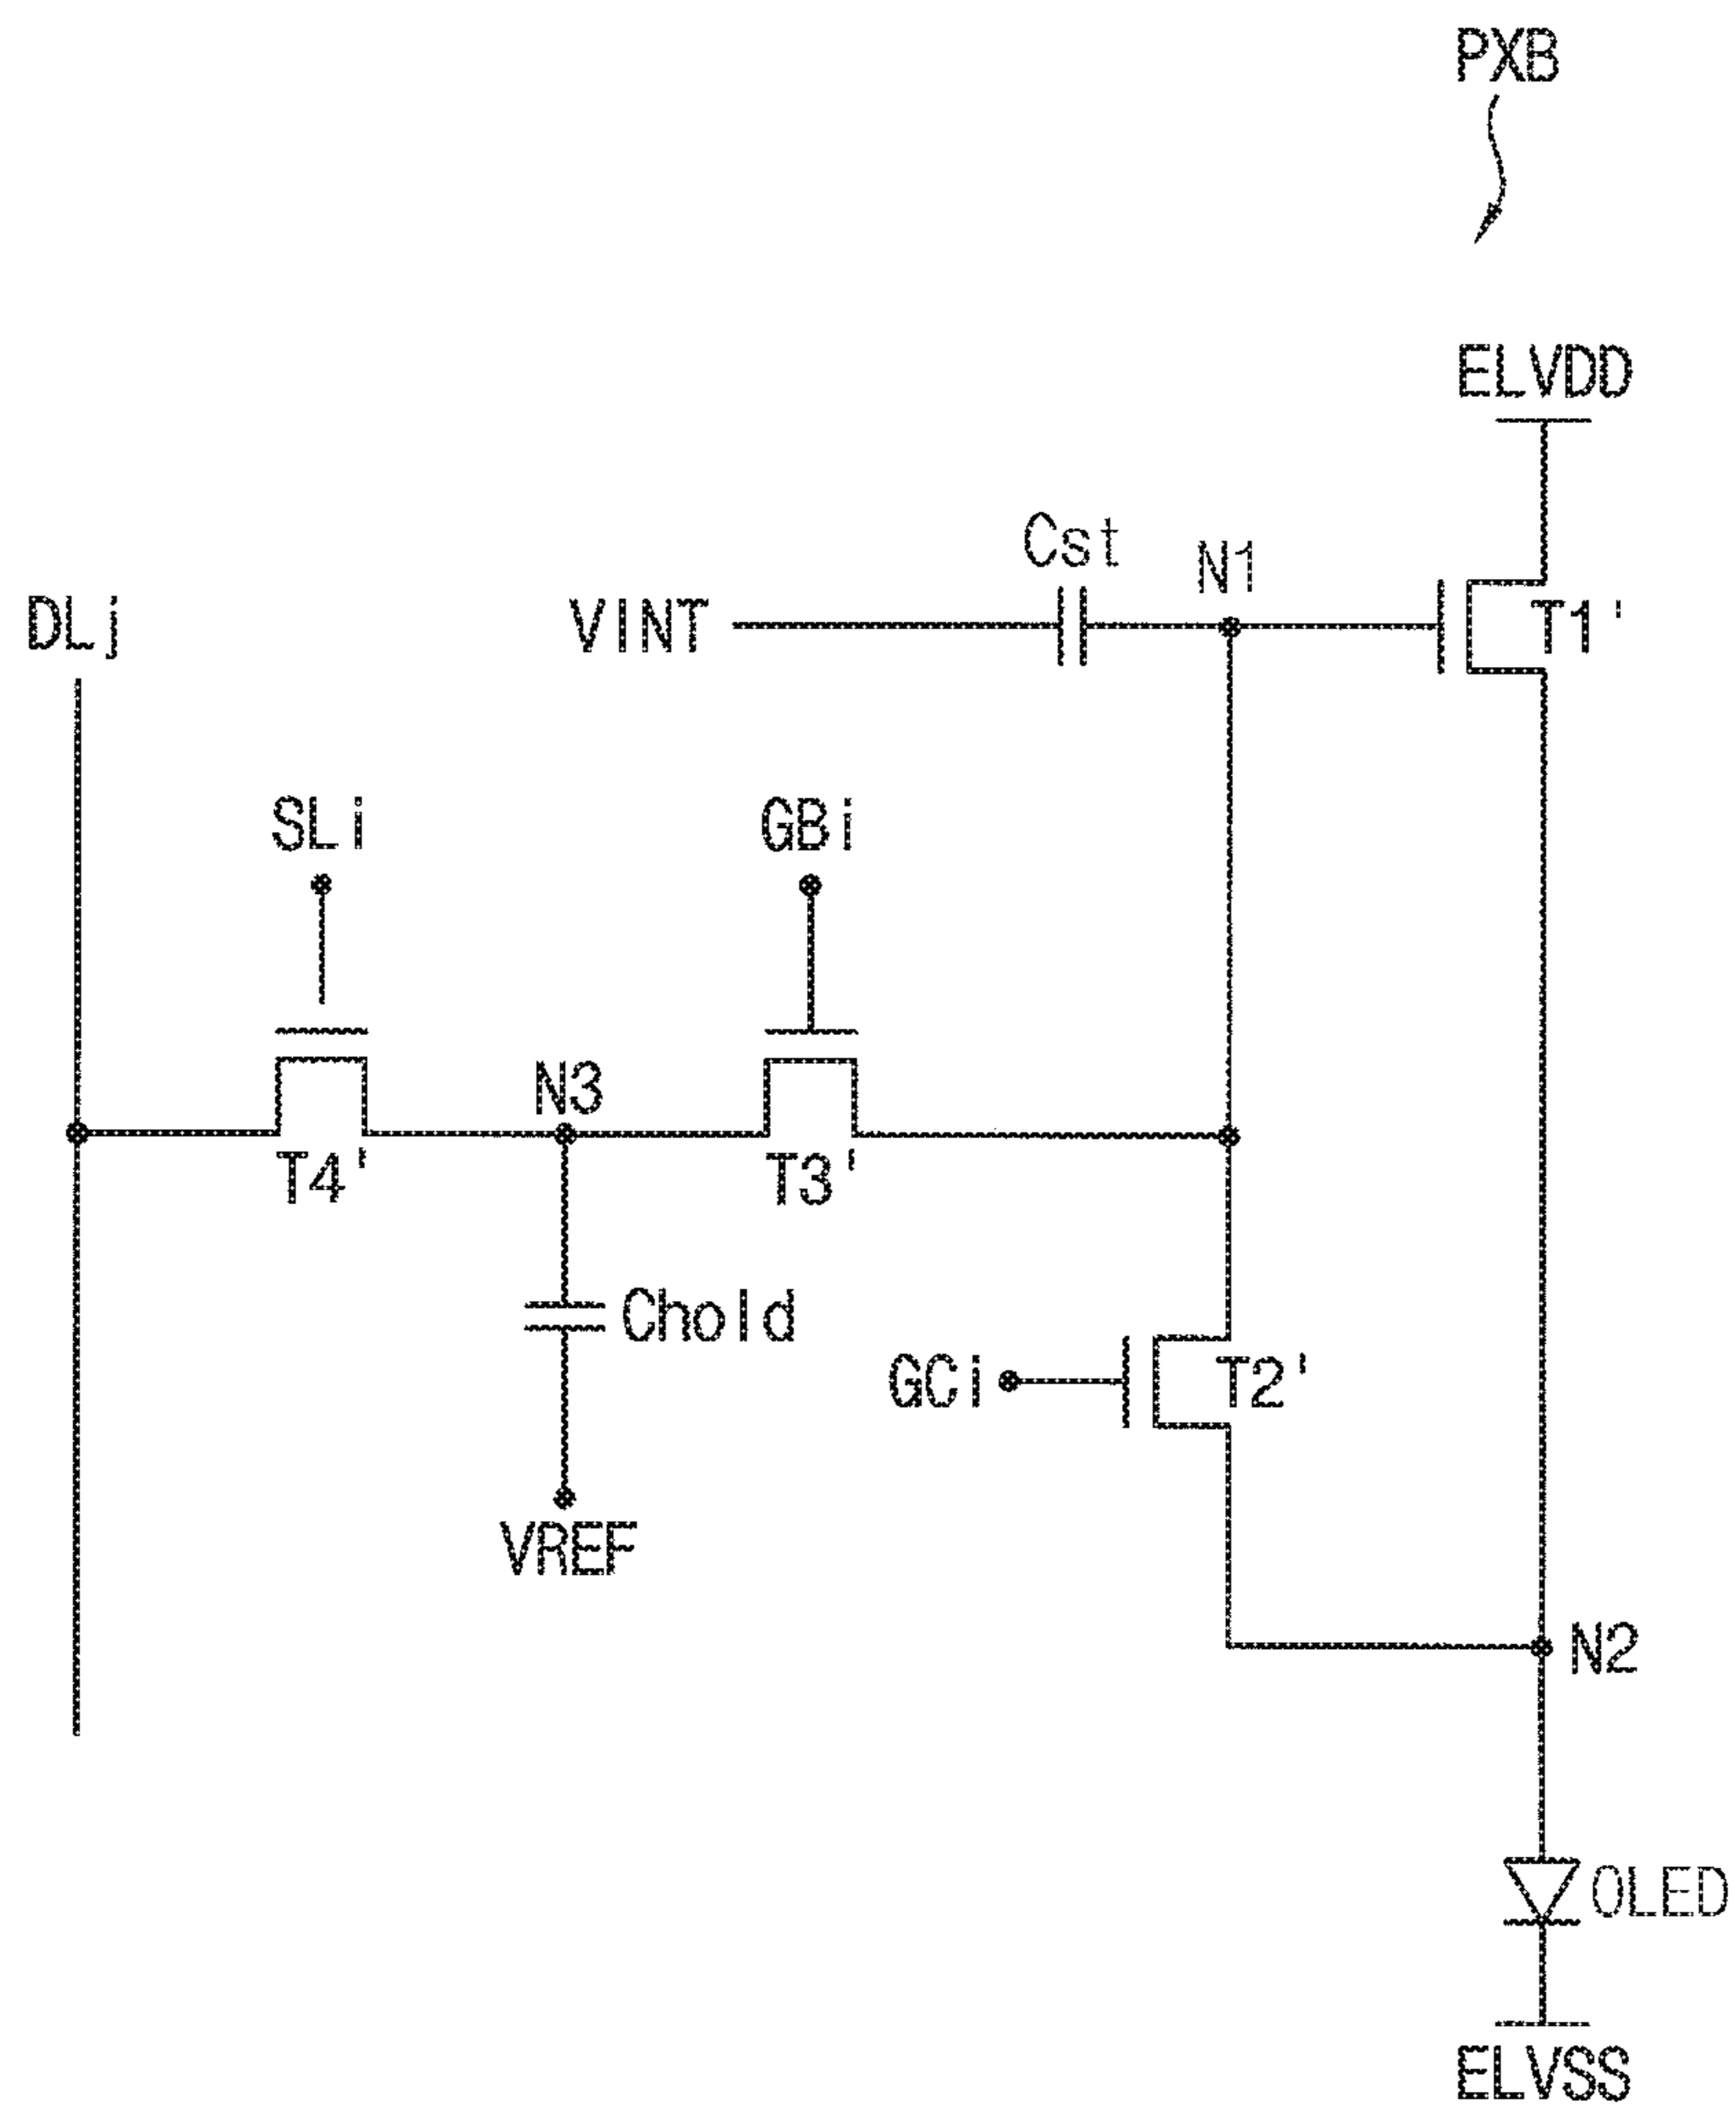 PXB
ELVDD
Cst
N1
DLj
VINT
T1'
SLi
GBi
N3
T4'
T3'
Chold
GCi
T2'
VREF
N2
OLED
ELVSS